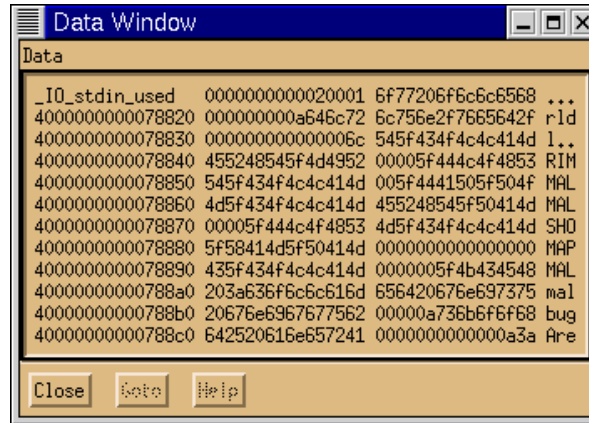 Data Window
Data
_IO_stdin_used 0000000000020001 6f77206f6c6c6568 ...
4000000000078820 000000000a646c72 6c756e2f7665642f rld
4000000000078830 000000000000006c 545f434f4c4c414d l..
4000000000078840 455248545f4d4952 00005f444c4f4853 RIM
4000000000078850 545f434f4c4c414d 005f4441505f504f MAL
4000000000078860 4d5f434f4c4c414d 455248545f50414d MAL
4000000000078870 00005f444c4f4853 4d5f434f4c4c414d SHO
4000000000078880 5f58414d5f50414d 0000000000000000 MAP
4000000000078890 435f434f4c4c414d 0000005f4b434548 MAL
40000000000788a0 203a636f6c6c616d 656420676e697375 mal
40000000000788b0 20676e6967677562 00000a736b6f6f68 bug
40000000000788c0 642520616e657241 0000000000000a3a Are
Close Goto Help